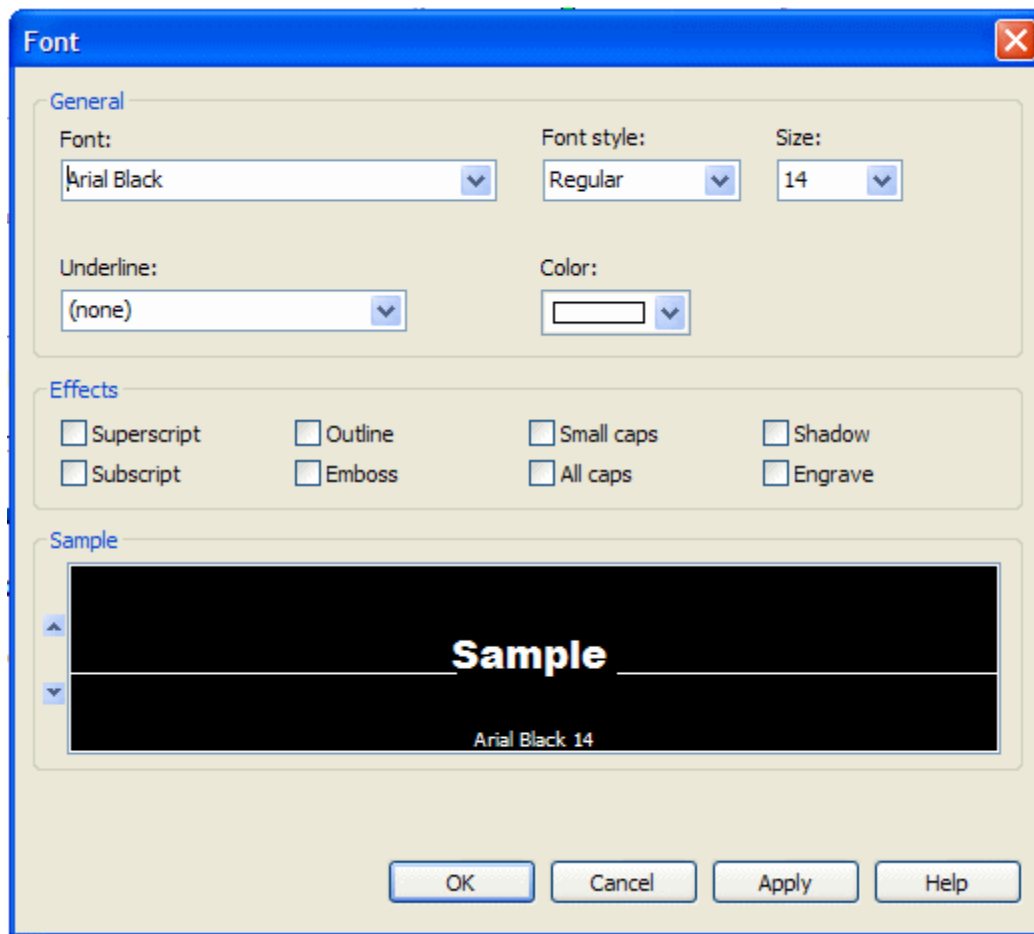 Font
General
Font: Font style: Size:
Arial Black Regular 14
Underline: Color:
(none)
Effects
Superscript Outline Small caps Shadow
Subscript Emboss All caps Engrave
Sample
Sample
Arial Black 14
OK Cancel Apply Help